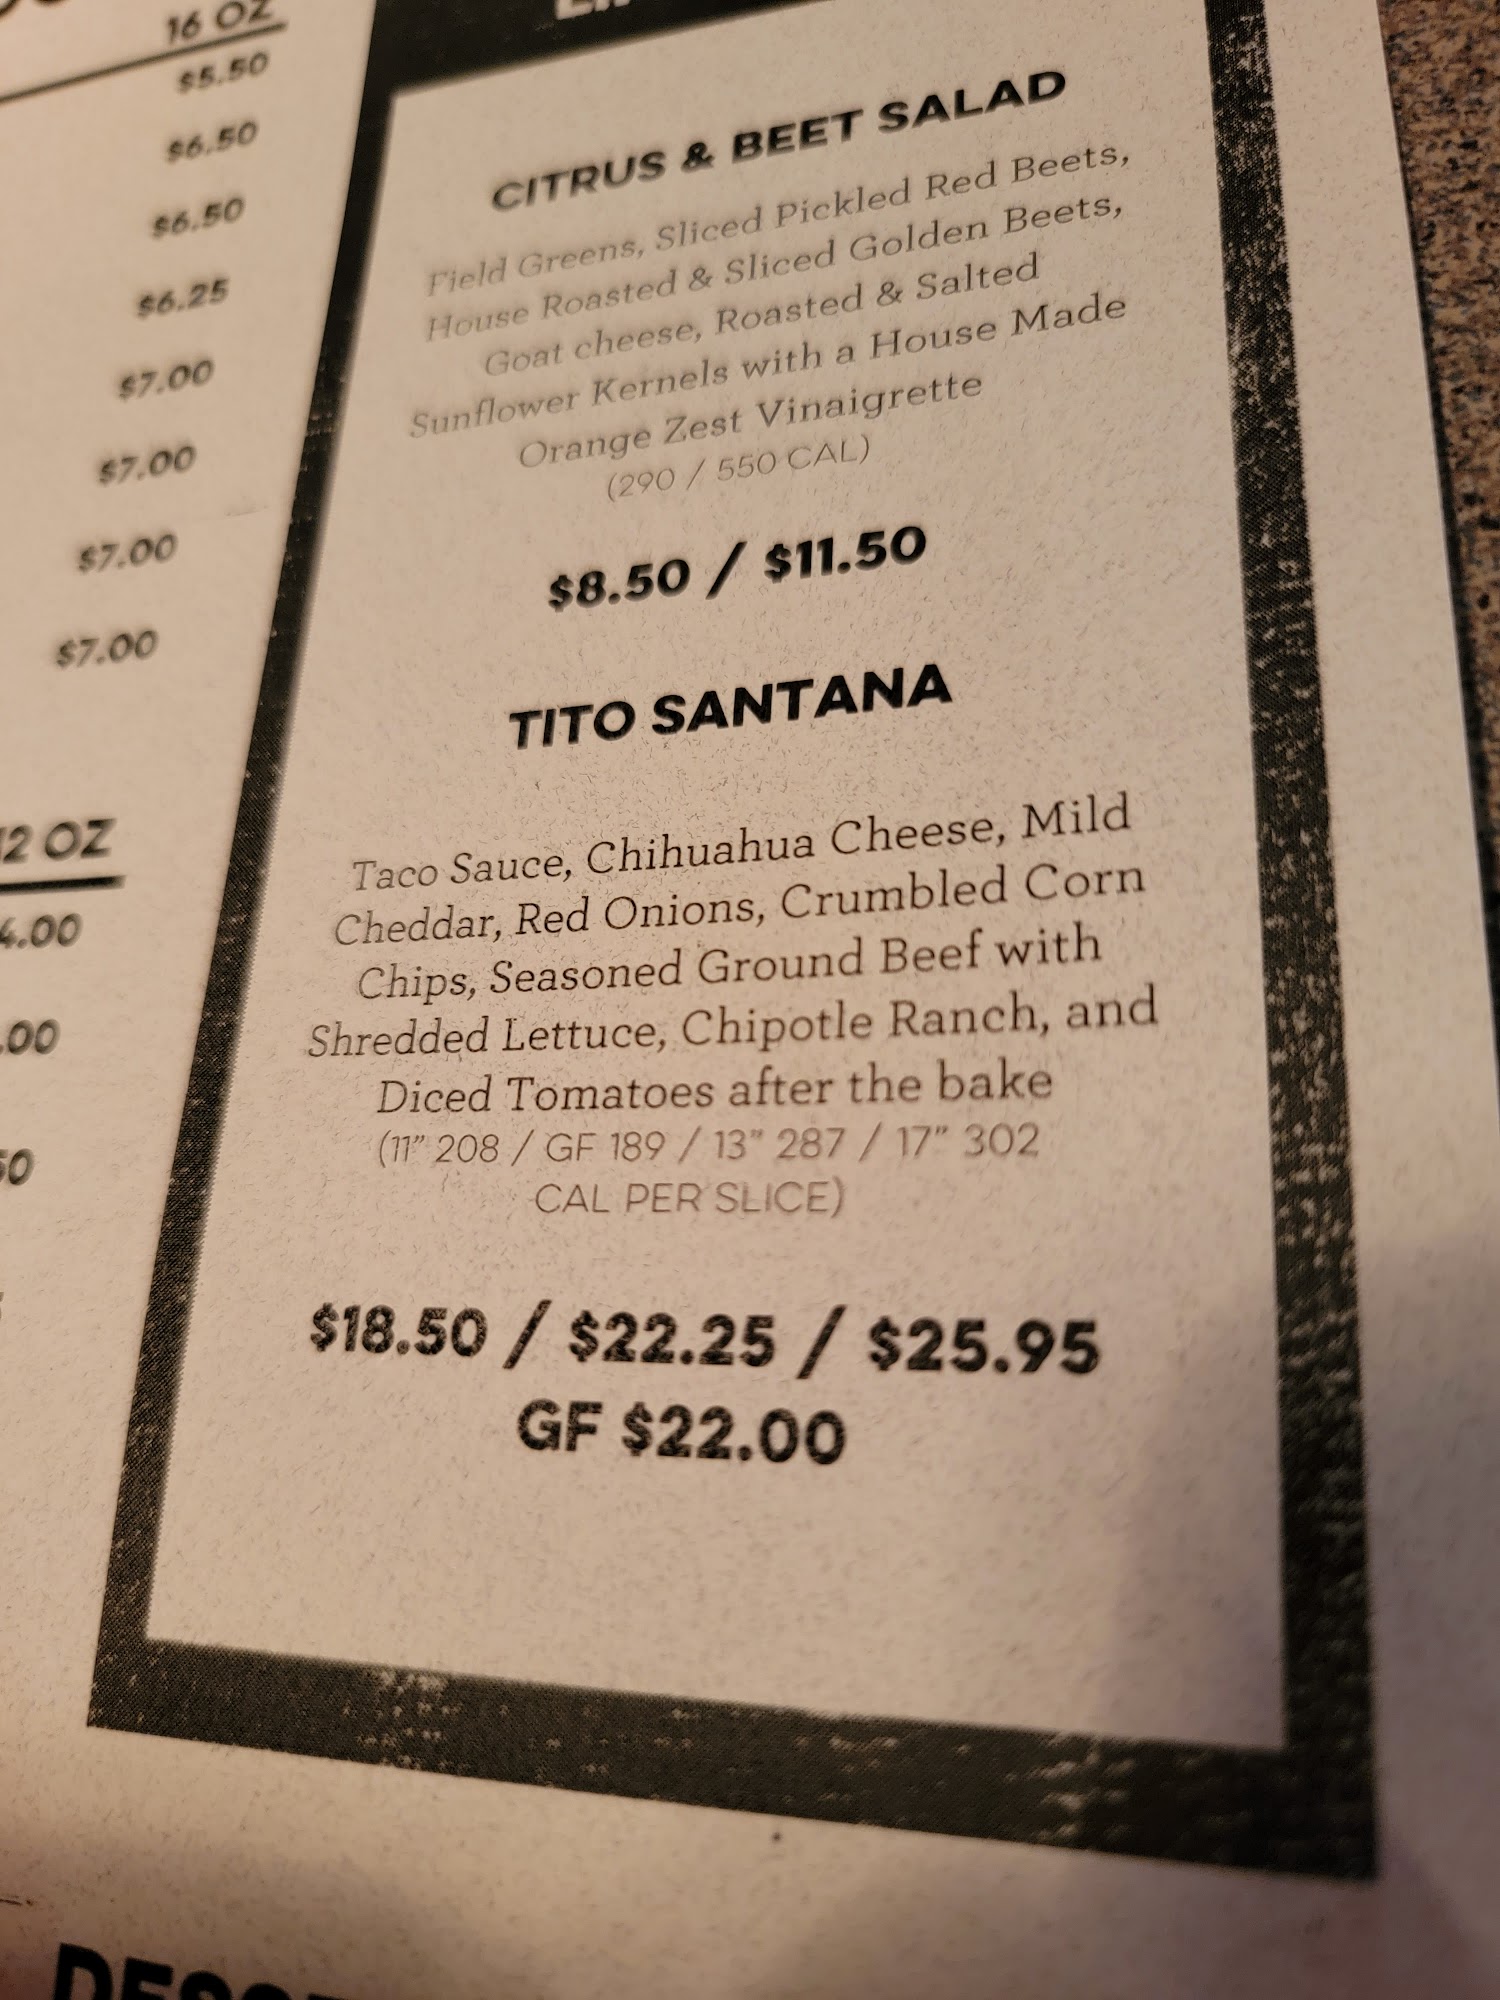 16 OZ
$5.50
$6.50
$6.50
$6.25
$7.00
$7.00
$7.00
$7.00
12 OZ
4.00
.00
50
CITRUS & BEET SALAD
Field Greens, Sliced Pickled Red Beets,
House Roasted & Sliced Golden Beets,
Goat cheese, Roasted & Salted
Sunflower Kernels with a House Made
Orange Zest Vinaigrette
(290 / 550 CAL)
$8.50 / $11.50
TITO SANTANA
Taco Sauce, Chihuahua Cheese, Mild
Cheddar, Red Onions, Crumbled Corn
Chips, Seasoned Ground Beef with
Shredded Lettuce, Chipotle Ranch, and
Diced Tomatoes after the bake
(11" 208 / GF 189 / 13" 287 / 17" 302
CAL PER SLICE)
$18.50 / $22.25 / $25.95
GF $22.00